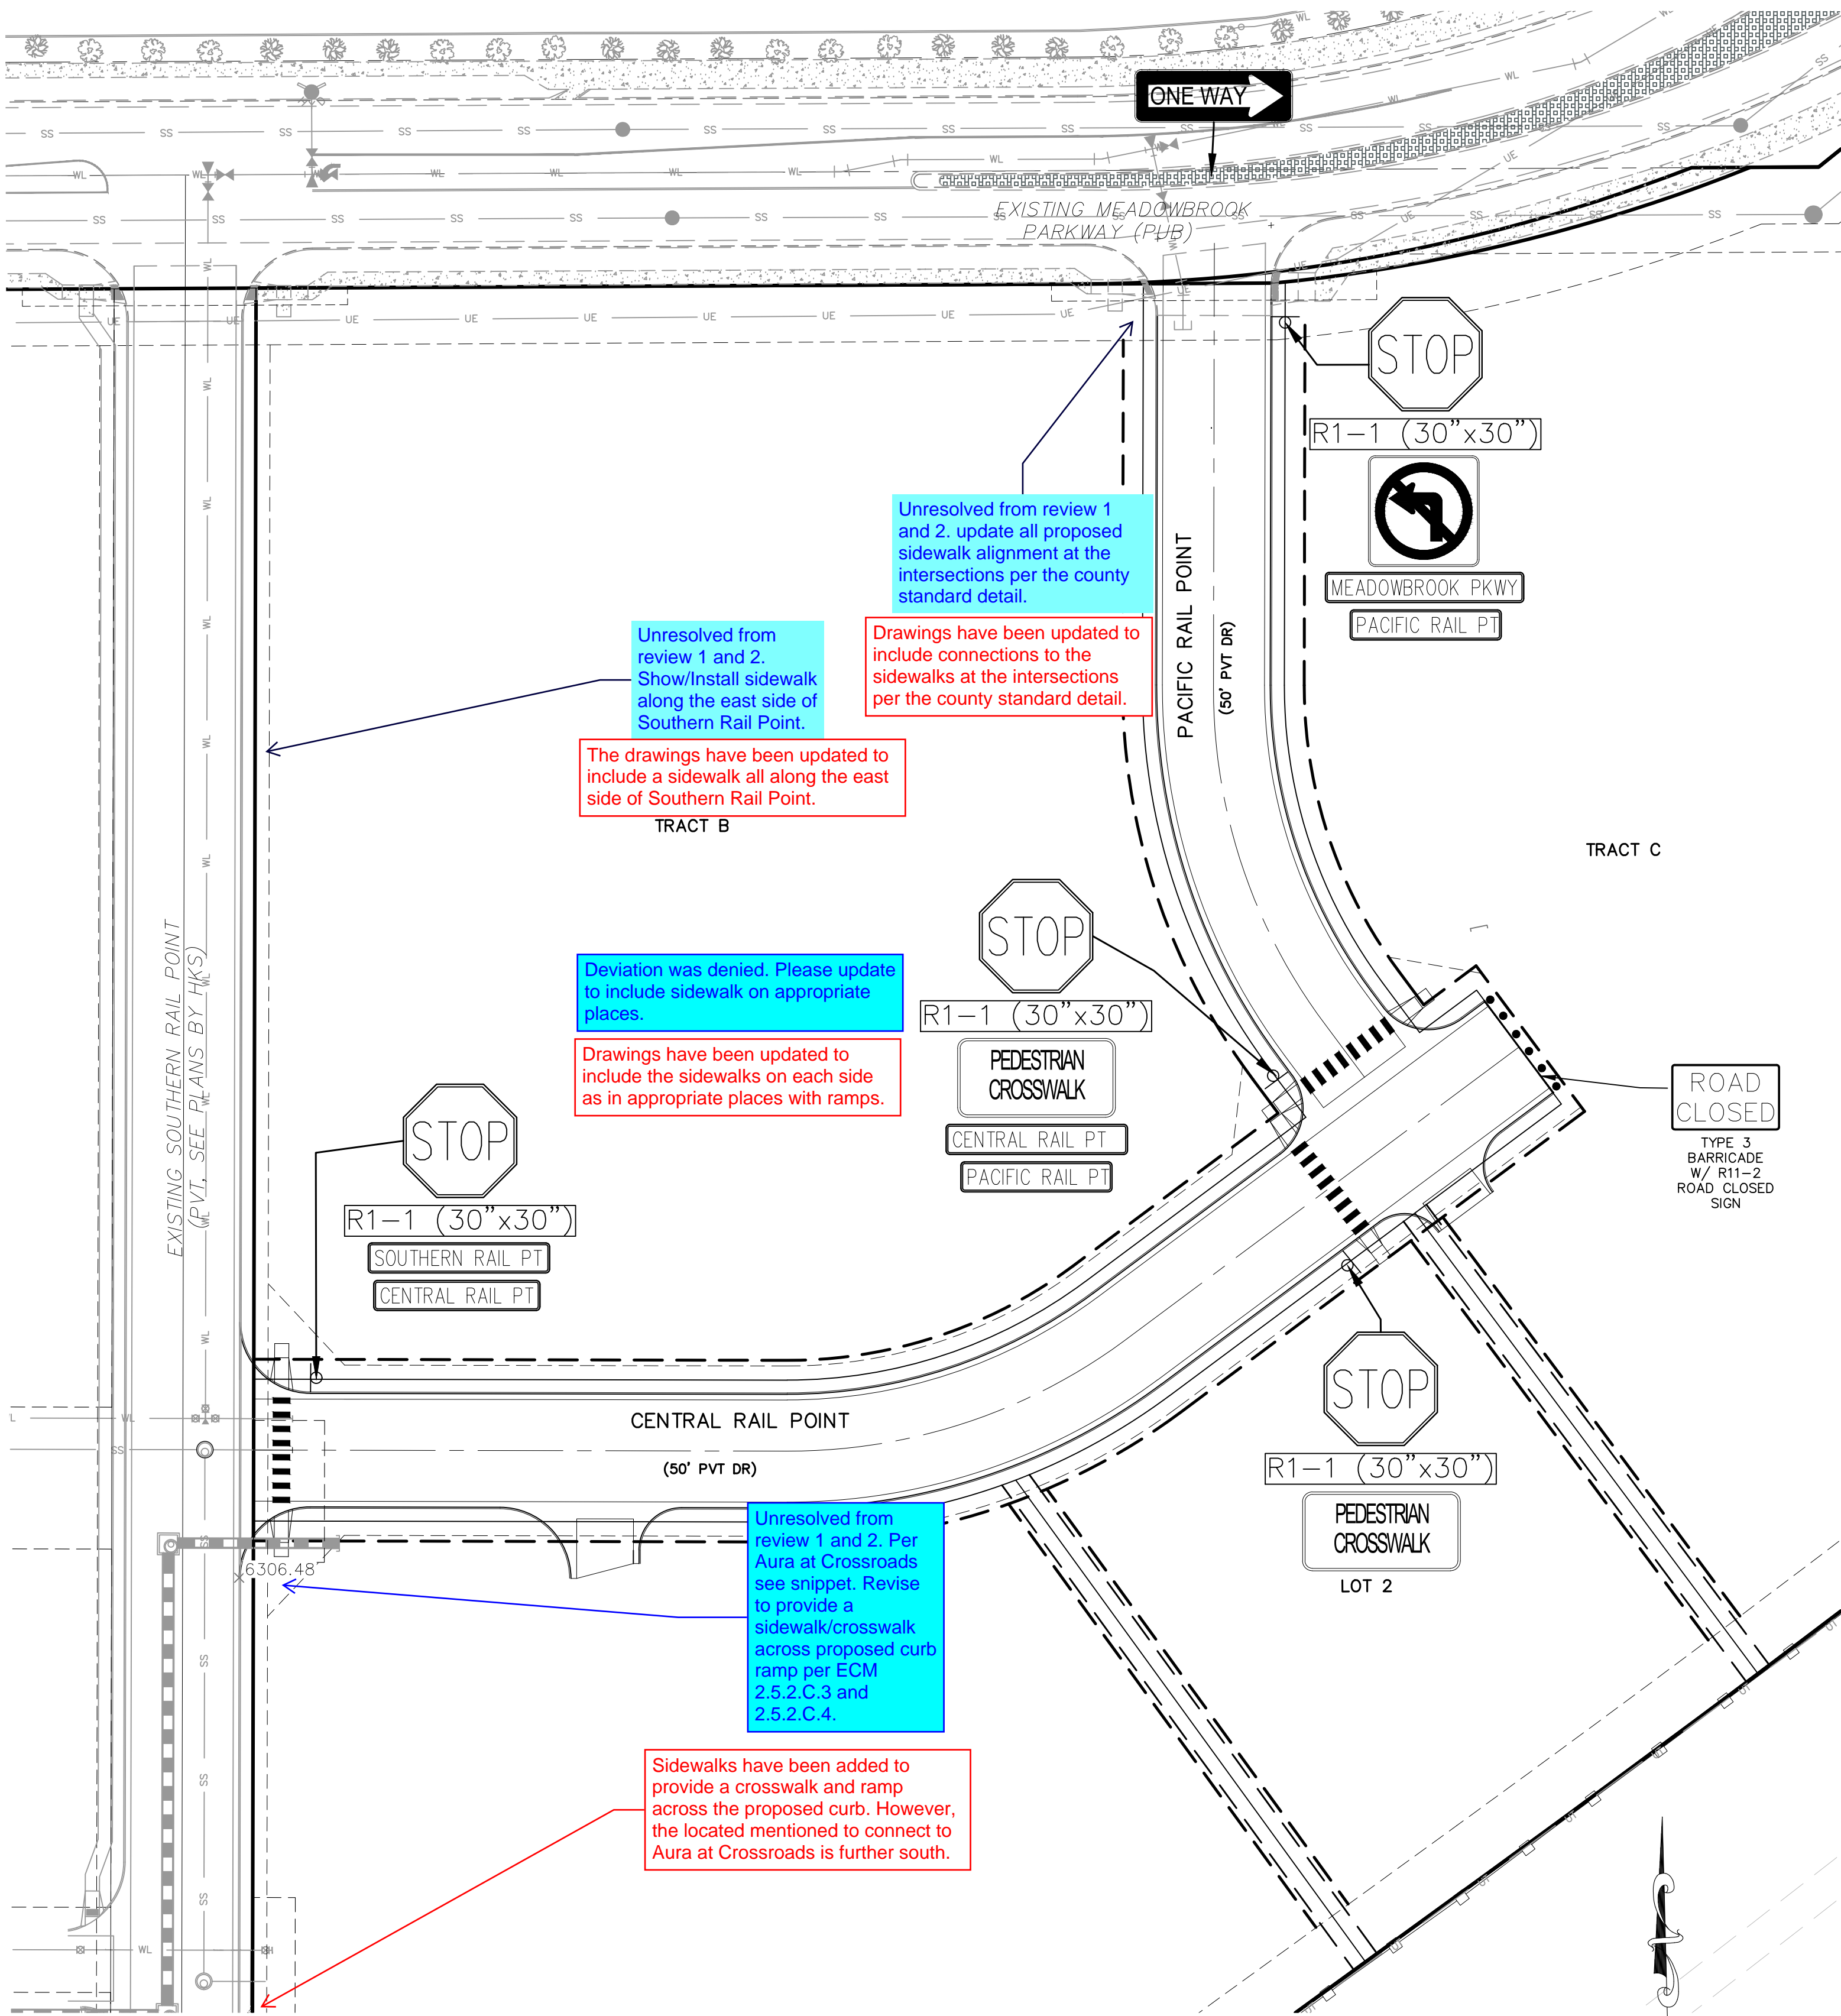 ONE WAY
EXISTING MEADOWBROOK
PARKWAY (PUB)
STOP
R1-1 (30"x30")
MEADOWBROOK PKWY
PACIFIC RAIL PT
Unresolved from review 1
and 2. update all proposed
sidewalk alignment at the
intersections per the county
standard detail.
Drawings have been updated to
include connections to the
sidewalks at the intersections
per the county standard detail.
PACIFIC RAIL POINT
(50' PVT DR)
Unresolved from
review 1 and 2.
Show/Install sidewalk
along the east side of
Southern Rail Point.
The drawings have been updated to
include a sidewalk all along the east
side of Southern Rail Point.
TRACT B
TRACT C
EXISTING SOUTHERN RAIL POINT
(PVT, SEE PLANS BY HKS)
Deviation was denied. Please update
to include sidewalk on appropriate
places.
Drawings have been updated to
include the sidewalks on each side
as in appropriate places with ramps.
STOP
R1-1 (30"x30")
PEDESTRIAN
CROSSWALK
CENTRAL RAIL PT
PACIFIC RAIL PT
ROAD
CLOSED
TYPE 3
BARRICADE
W/ R11-2
ROAD CLOSED
SIGN
STOP
R1-1 (30"x30")
SOUTHERN RAIL PT
CENTRAL RAIL PT
CENTRAL RAIL POINT
(50' PVT DR)
STOP
R1-1 (30"x30")
PEDESTRIAN
CROSSWALK
LOT 2
6306.48
Unresolved from
review 1 and 2. Per
Aura at Crossroads
see snippet. Revise
to provide a
sidewalk/crosswalk
across proposed curb
ramp per ECM
2.5.2.C.3 and
2.5.2.C.4.
Sidewalks have been added to
provide a crosswalk and ramp
across the proposed curb. However,
the located mentioned to connect to
Aura at Crossroads is further south.
WL
SS
UE